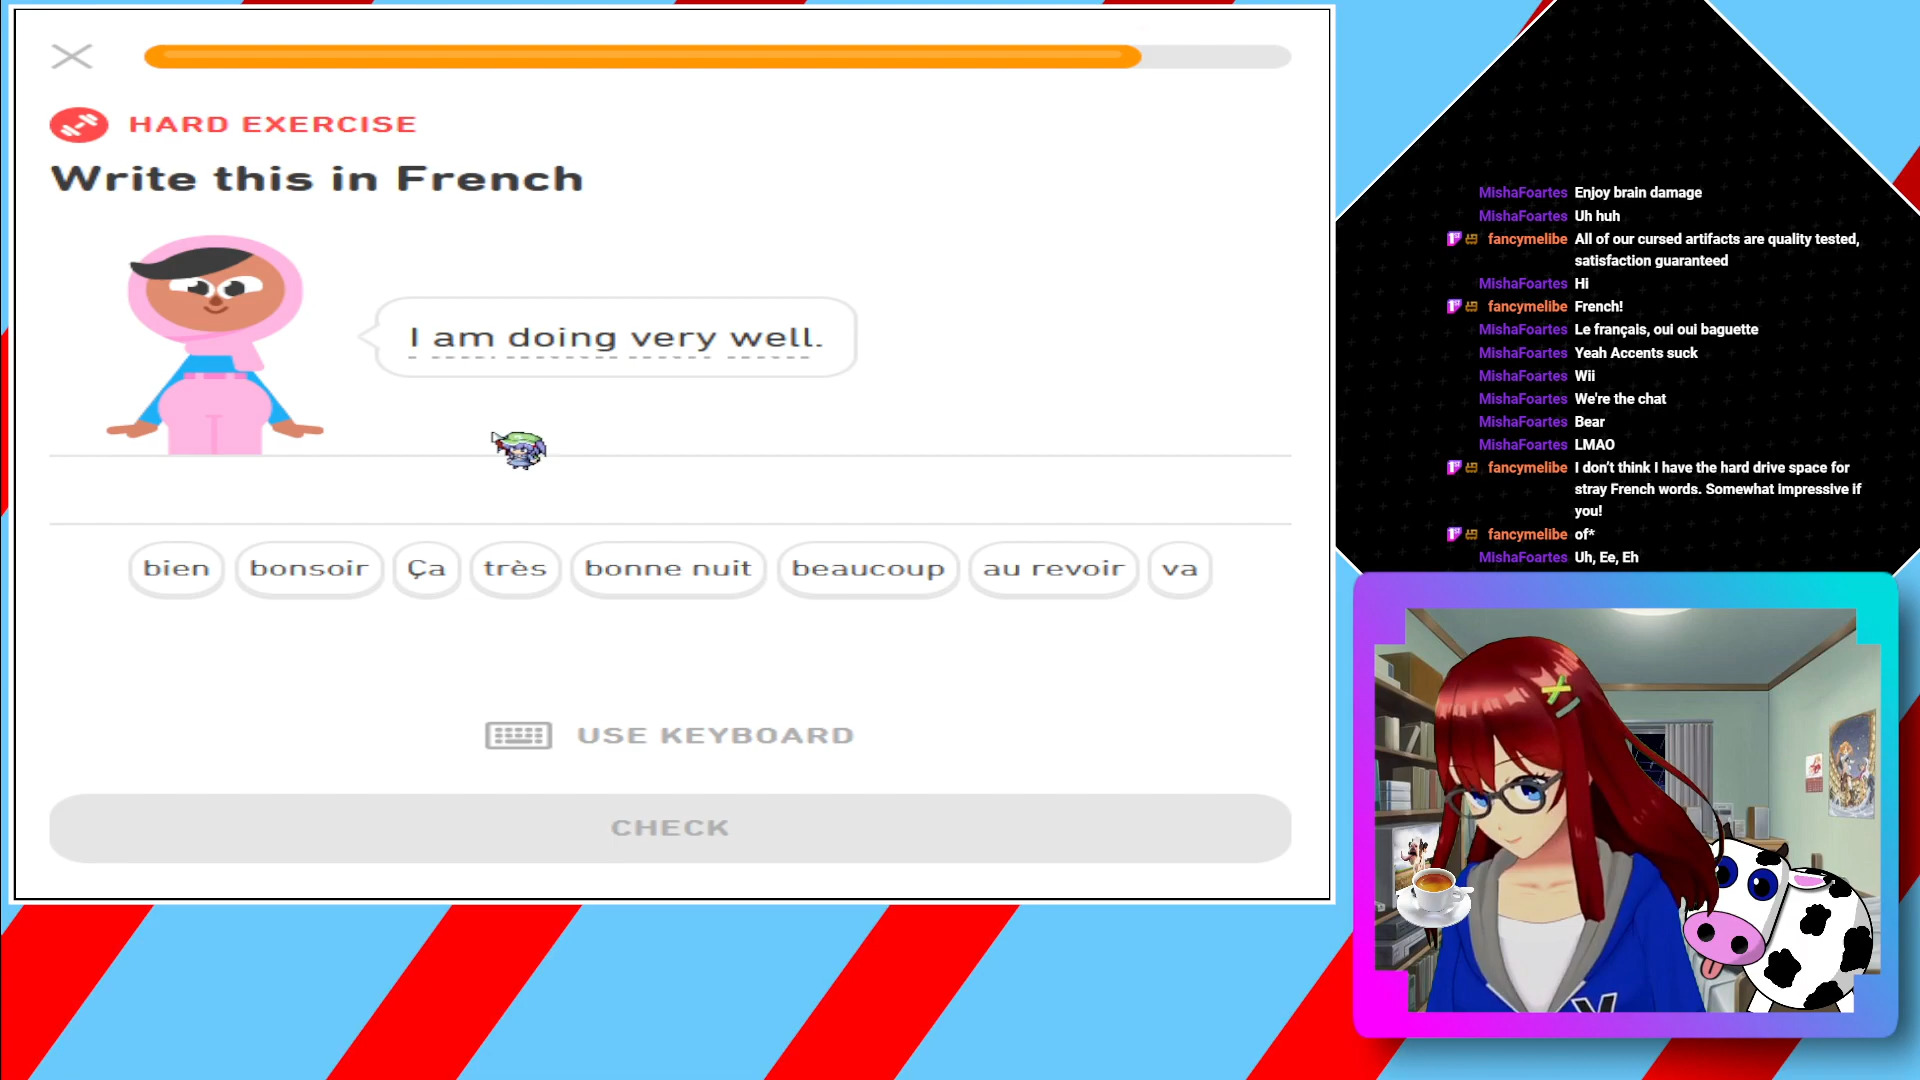 HARD EXERCISE
Write this in French
I am doing very well.
bien bonsoir Ça très bonne nuit beaucoup au revoir va
USE KEYBOARD
CHECK
MishaFoartes Enjoy brain damage
MishaFoartes Uh huh
fancymelibe All of our cursed artifacts are quality tested,
satisfaction guaranteed
MishaFoartes Hi
fancymelibe French!
MishaFoartes Le français, oui oui baguette
MishaFoartes Yeah Accents suck
MishaFoartes Wii
MishaFoartes We're the chat
MishaFoartes Bear
MishaFoartes LMAO
fancymelibe I don't think I have the hard drive space for
stray French words. Somewhat impressive if
you!
fancymelibe of*
MishaFoartes Uh, Ee, Eh